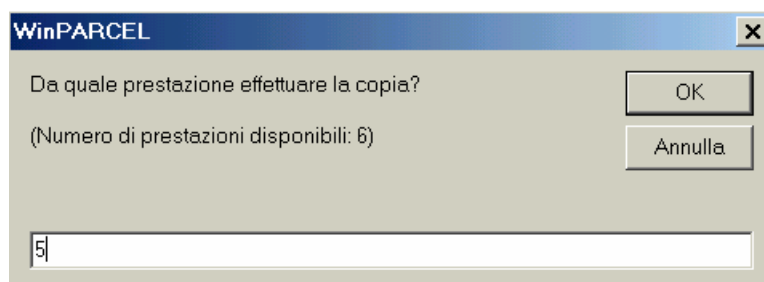 WinPARCEL
Da quale prestazione effettuare la copia?
OK
(Numero di prestazioni disponibili: 6)
Annulla
5